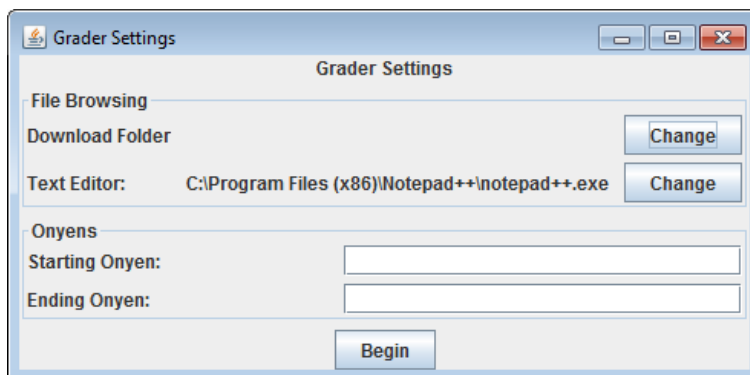 Grader Settings
Grader Settings
File Browsing
Download Folder Change
Text Editor: C:\Program Files (x86)\Notepad++\notepad++.exe Change
Onyens
Starting Onyen:
Ending Onyen:
Begin